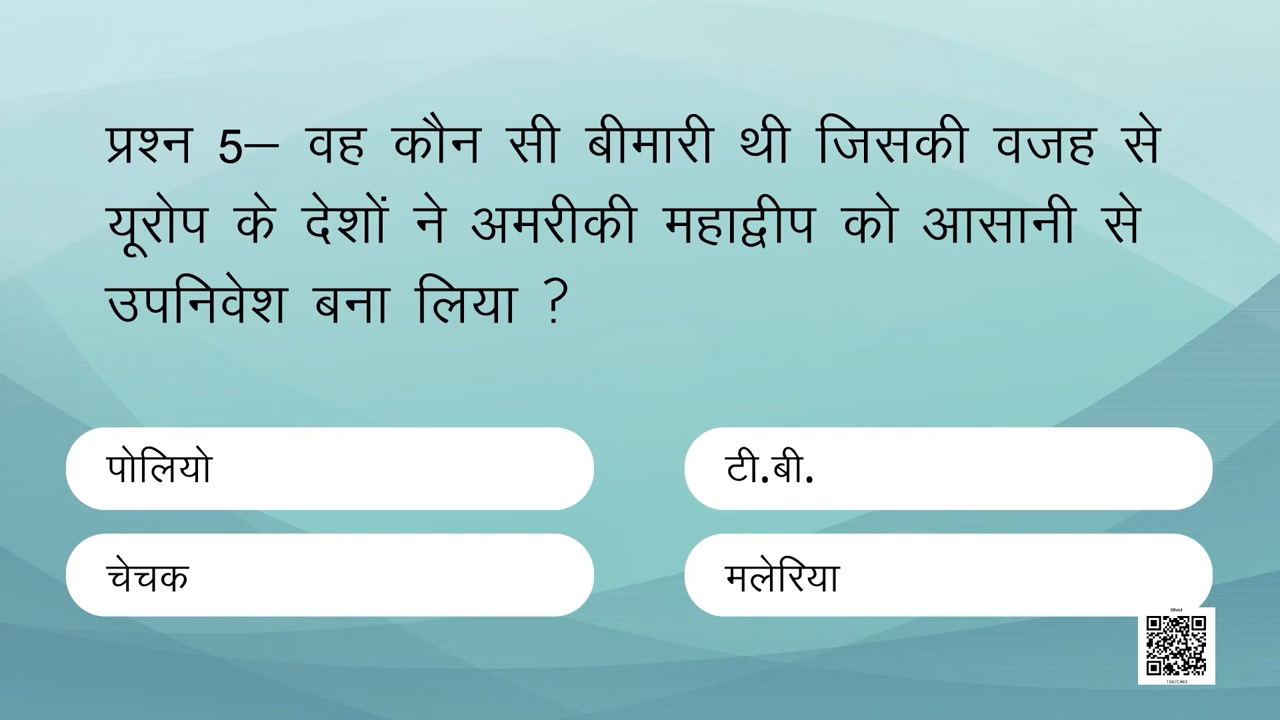 प्रश्न 5– वह कौन सी बीमारी थी जिसकी वजह से
यूरोप के देशों ने अमरीकी महाद्वीप को आसानी से
उपनिवेश बना लिया ?
पोलियो
टी.बी.
चेचक
मलेरिया